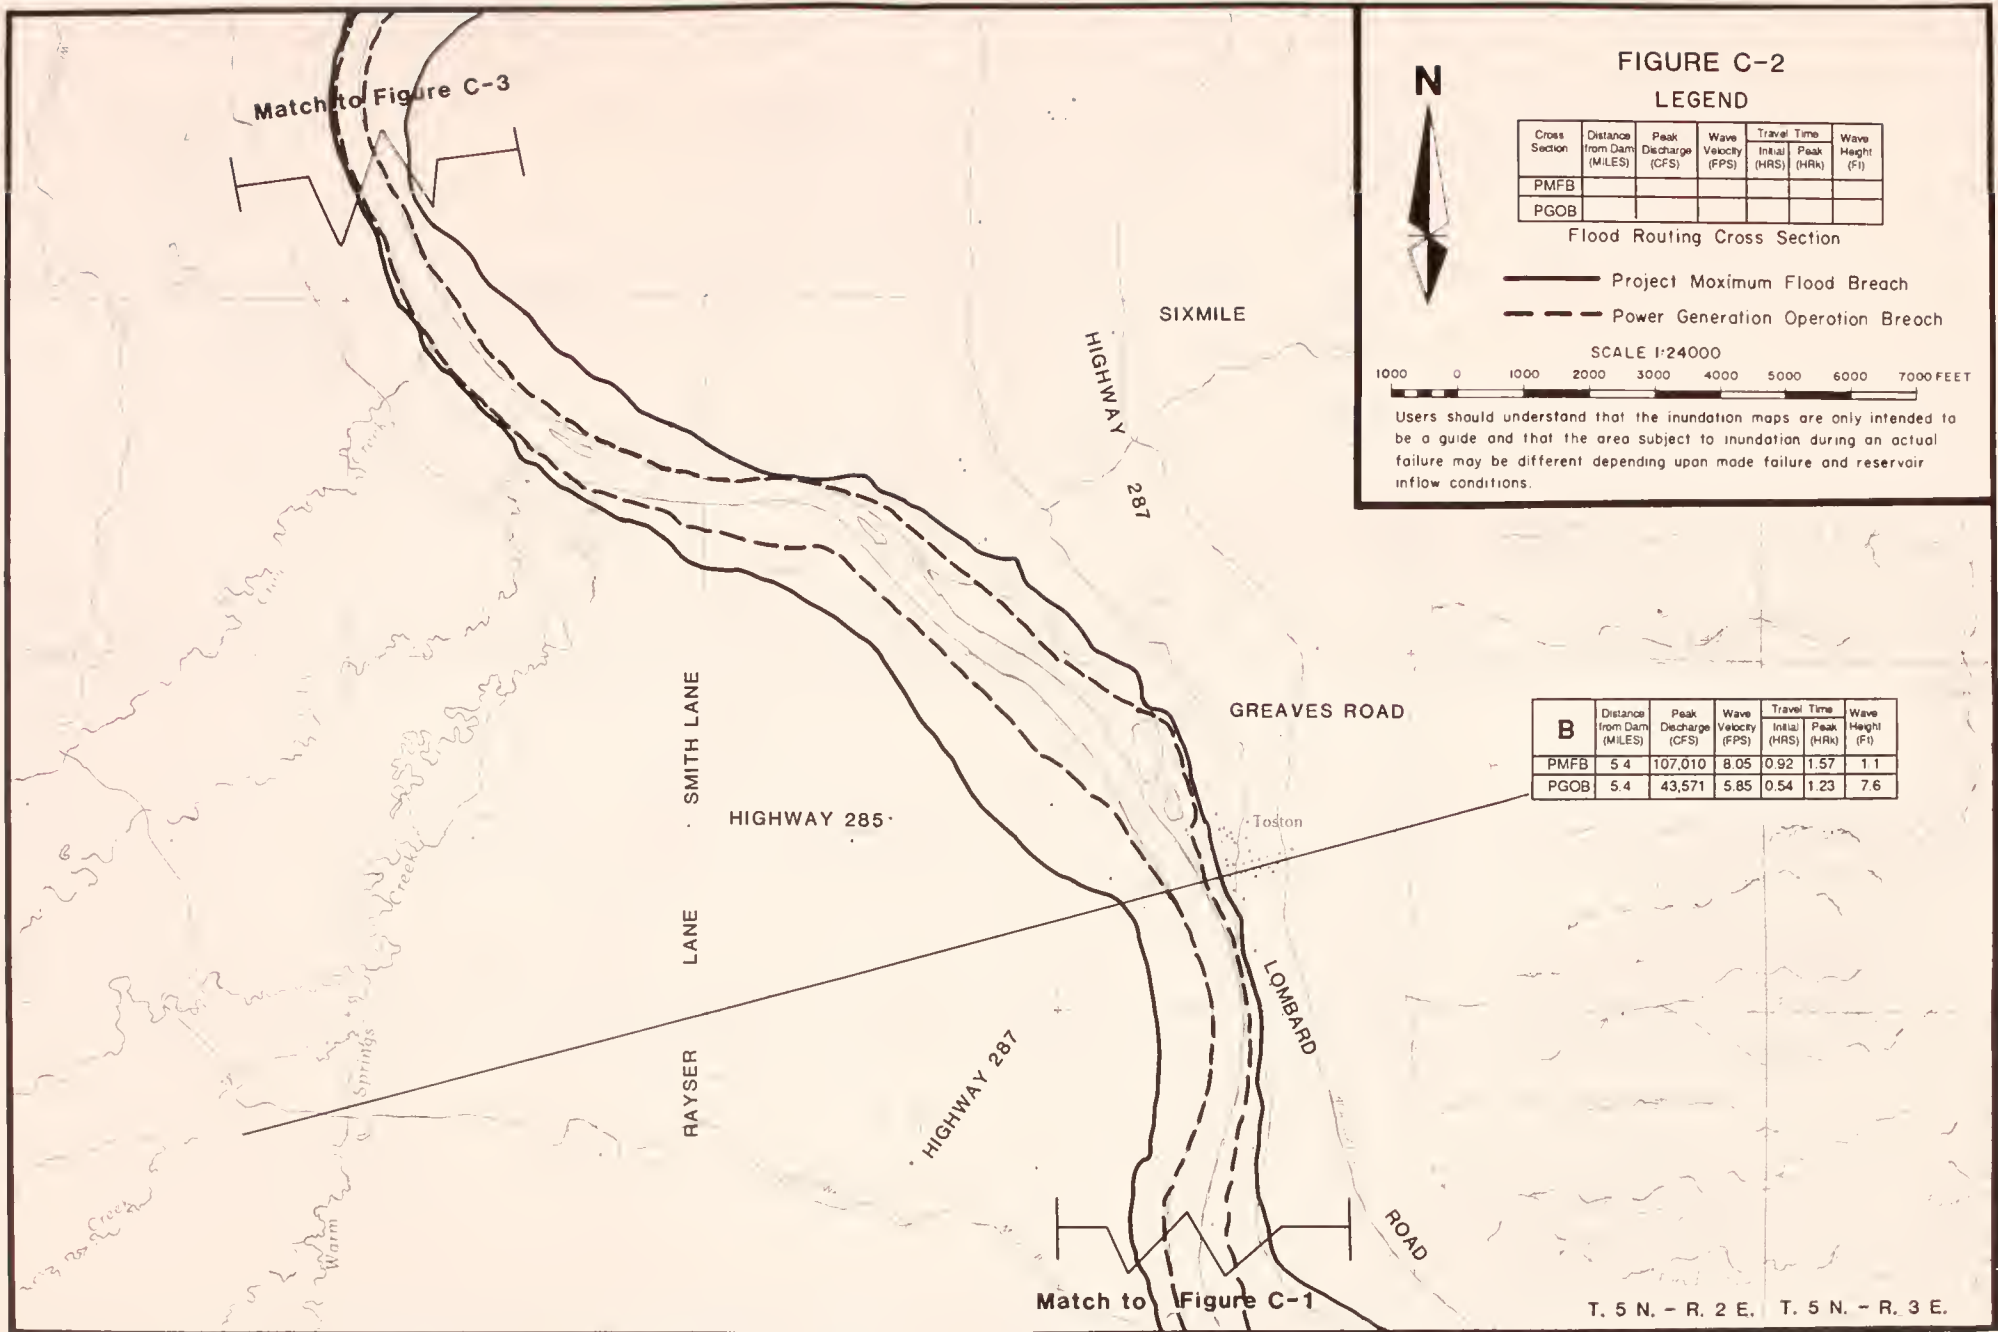 FIGURE C-2
LEGEND
N
Cross Section | Distance from Dam (MILES) | Peak Discharge (CFS) | Wave Velocity (FPS) | Travel Time Initial (HRS) | Peak (HRk) | Wave Height (Ft)
PMFB
PGOB
Flood Routing Cross Section
Project Moximum Flood Breach
Power Generation Operotion Breoch
SCALE 1:24000
1000 0 1000 2000 3000 4000 5000 6000 7000 FEET
Users should understand that the inundation maps are only intended to
be a guide and that the area subject to inundation during an actual
failure may be different depending upon mode failure and reservoir
inflow conditions.
Match to Figure C-3
SIXMILE
HIGHWAY
287
Creek
GREAVES ROAD
SMITH LANE
HIGHWAY 285
B | Distance from Dam (MILES) | Peak Discharge (CFS) | Wave Velocity (FPS) | Travel Time Initial (HRS) | Peak (HRk) | Wave Height (Ft)
PMFB 5 4 107,010 8.05 0.92 1.57 1.1
PGOB 5.4 43,571 5.85 0.54 1.23 7.6
Toston
Creek
LANE
LOMBARD
RAYSER
Springs
HIGHWAY 287
Creek
Warm
ROAD
Match to Figure C-1
T. 5 N. - R. 2 E. T. 5 N. - R. 3 E.